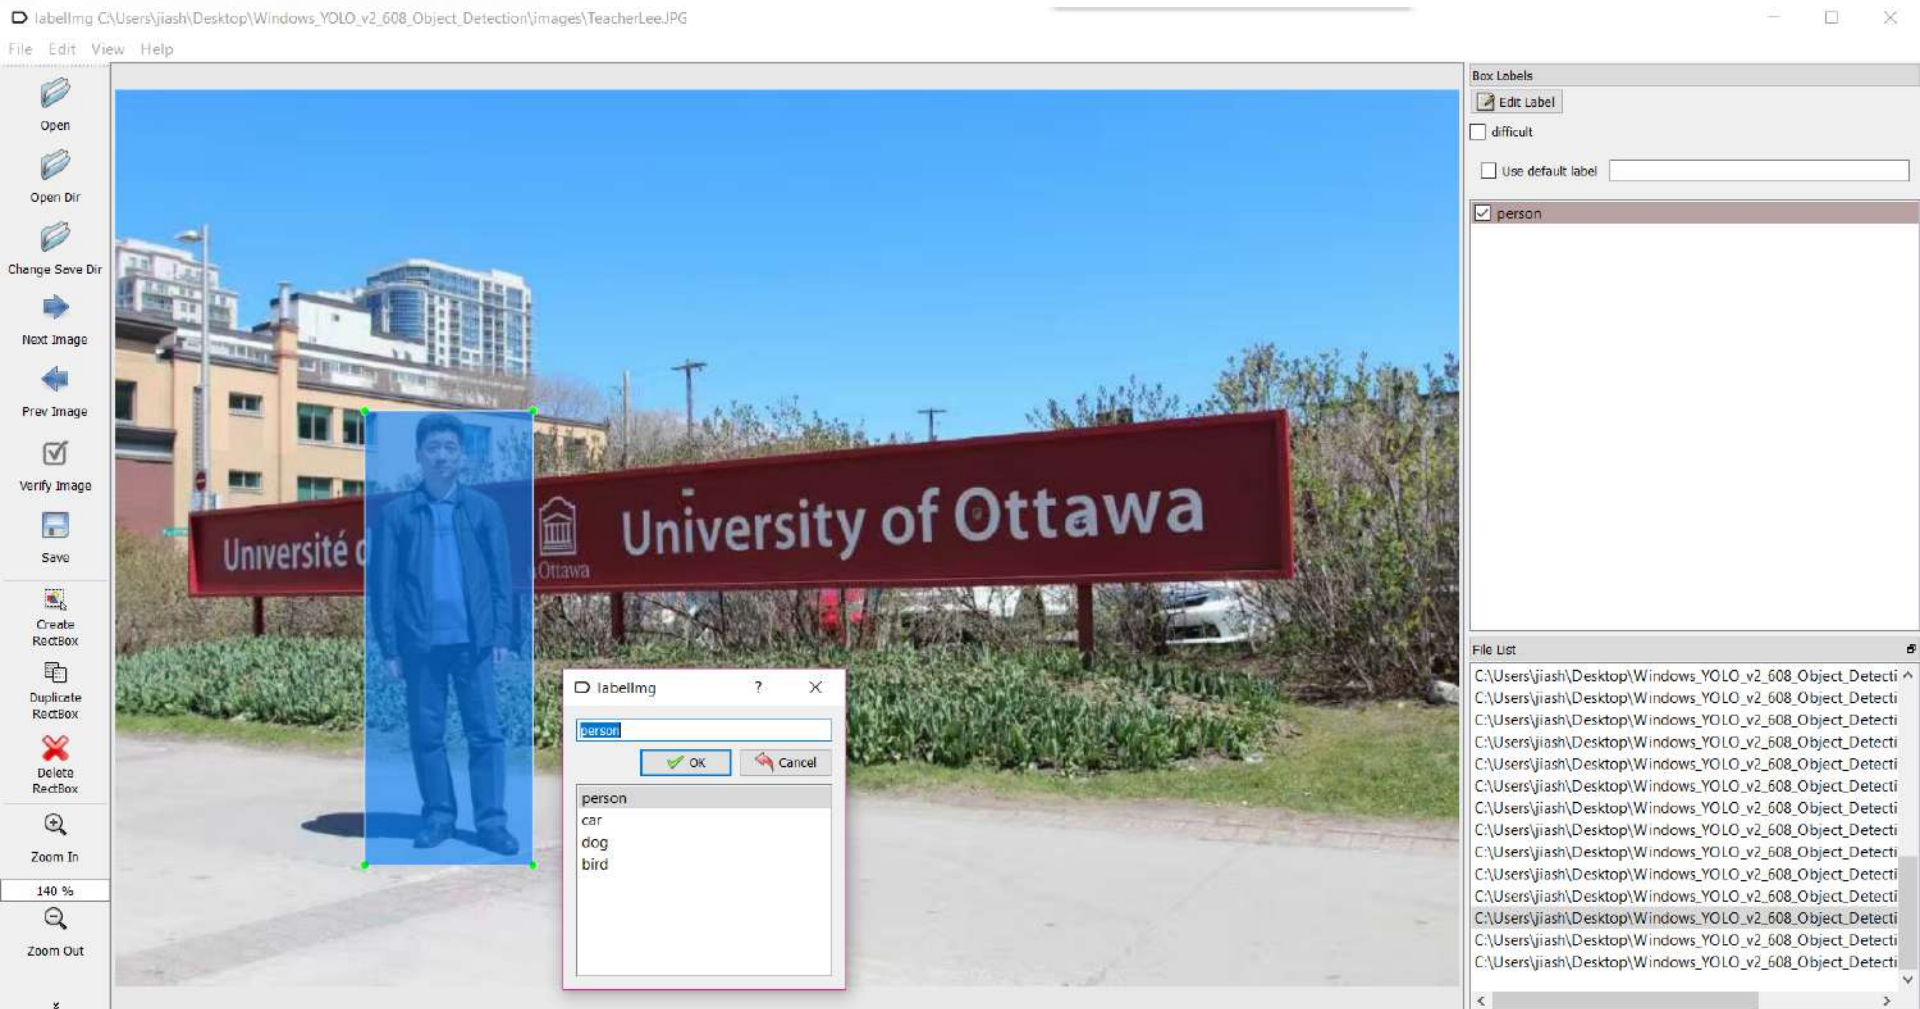 labelImg C:\Users\jiash\Desktop\Windows_YOLO_v2_608_Object_Detection\images\TeacherLee.JPG
File Edit View Help
Open
Open Dir
Change Save Dir
Next Image
Prev Image
Verify Image
Save
Create
RectBox
Duplicate
RectBox
Delete
RectBox
Zoom In
140 %
Zoom Out
Université d
Ottawa
University of Ottawa
labelImg
person
OK
Cancel
person
car
dog
bird
Box Labels
Edit Label
difficult
Use default label
person
File List
C:\Users\jiash\Desktop\Windows_YOLO_v2_608_Object_Detecti
C:\Users\jiash\Desktop\Windows_YOLO_v2_608_Object_Detecti
C:\Users\jiash\Desktop\Windows_YOLO_v2_608_Object_Detecti
C:\Users\jiash\Desktop\Windows_YOLO_v2_608_Object_Detecti
C:\Users\jiash\Desktop\Windows_YOLO_v2_608_Object_Detecti
C:\Users\jiash\Desktop\Windows_YOLO_v2_608_Object_Detecti
C:\Users\jiash\Desktop\Windows_YOLO_v2_608_Object_Detecti
C:\Users\jiash\Desktop\Windows_YOLO_v2_608_Object_Detecti
C:\Users\jiash\Desktop\Windows_YOLO_v2_608_Object_Detecti
C:\Users\jiash\Desktop\Windows_YOLO_v2_608_Object_Detecti
C:\Users\jiash\Desktop\Windows_YOLO_v2_608_Object_Detecti
C:\Users\jiash\Desktop\Windows_YOLO_v2_608_Object_Detecti
C:\Users\jiash\Desktop\Windows_YOLO_v2_608_Object_Detecti
C:\Users\jiash\Desktop\Windows_YOLO_v2_608_Object_Detecti